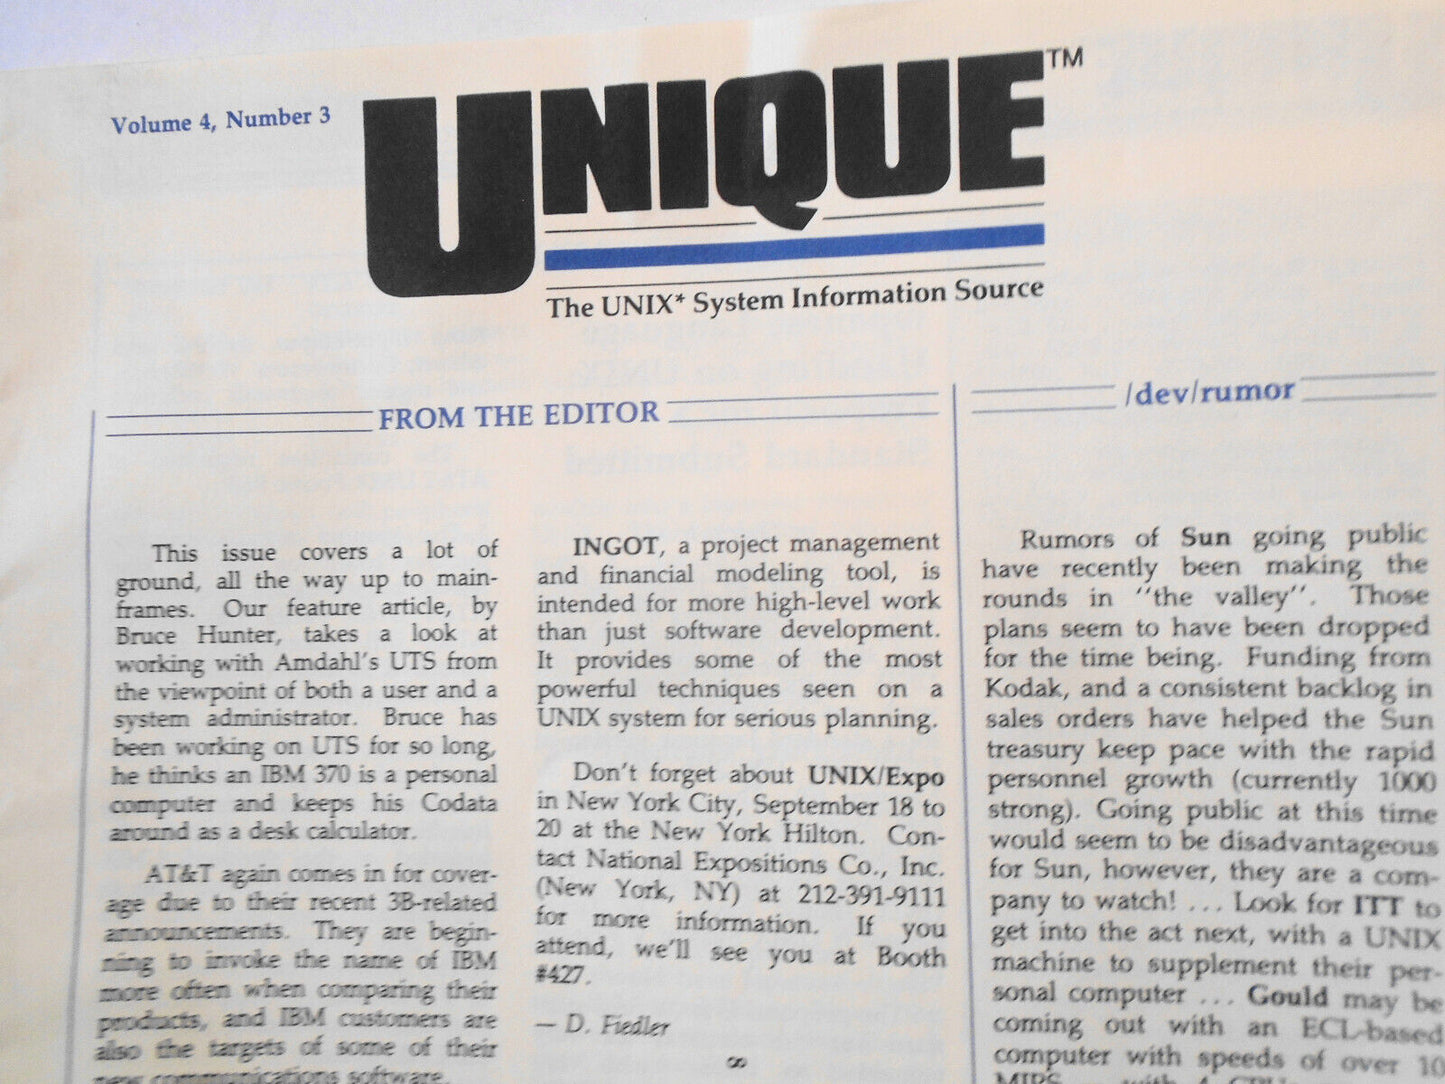 Volume 4, Number 3
UNIQUE™
The UNIX* System Information Source
FROM THE EDITOR
This issue covers a lot of
ground, all the way up to main-
frames. Our feature article, by
Bruce Hunter, takes a look at
working with Amdahl's UTS from
the viewpoint of both a user and a
system administrator. Bruce has
been working on UTS for so long,
he thinks an IBM 370 is a personal
computer and keeps his Codata
around as a desk calculator.
AT&T again comes in for cover-
age due to their recent 3B-related
announcements. They are begin-
ning to invoke the name of IBM
more often when comparing their
products, and IBM customers are
also the targets of some of their
new communications software.
INGOT, a project management
and financial modeling tool, is
intended for more high-level work
than just software development.
It provides some of the most
powerful techniques seen on a
UNIX system for serious planning.
Don't forget about UNIX/Expo
in New York City, September 18 to
20 at the New York Hilton. Con-
tact National Expositions Co., Inc.
(New York, NY) at 212-391-9111
for more information. If you
attend, we'll see you at Booth
#427.
— D. Fiedler
∞
/dev/rumor
Rumors of Sun going public
have recently been making the
rounds in ''the valley''. Those
plans seem to have been dropped
for the time being. Funding from
Kodak, and a consistent backlog in
sales orders have helped the Sun
treasury keep pace with the rapid
personnel growth (currently 1000
strong). Going public at this time
would seem to be disadvantageous
for Sun, however, they are a com-
pany to watch! ... Look for ITT to
get into the act next, with a UNIX
machine to supplement their per-
sonal computer ... Gould may be
coming out with an ECL-based
computer with speeds of over 10
MIPS with 4